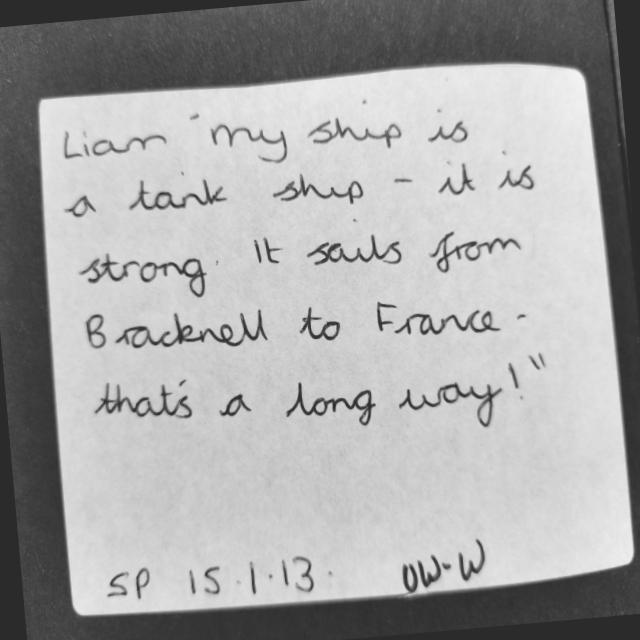 Liam "My ship is
a tank ship - it is
strong. It sails from
Bracknell to France -
that's a long way!"
SP 15.1.13. UW-W